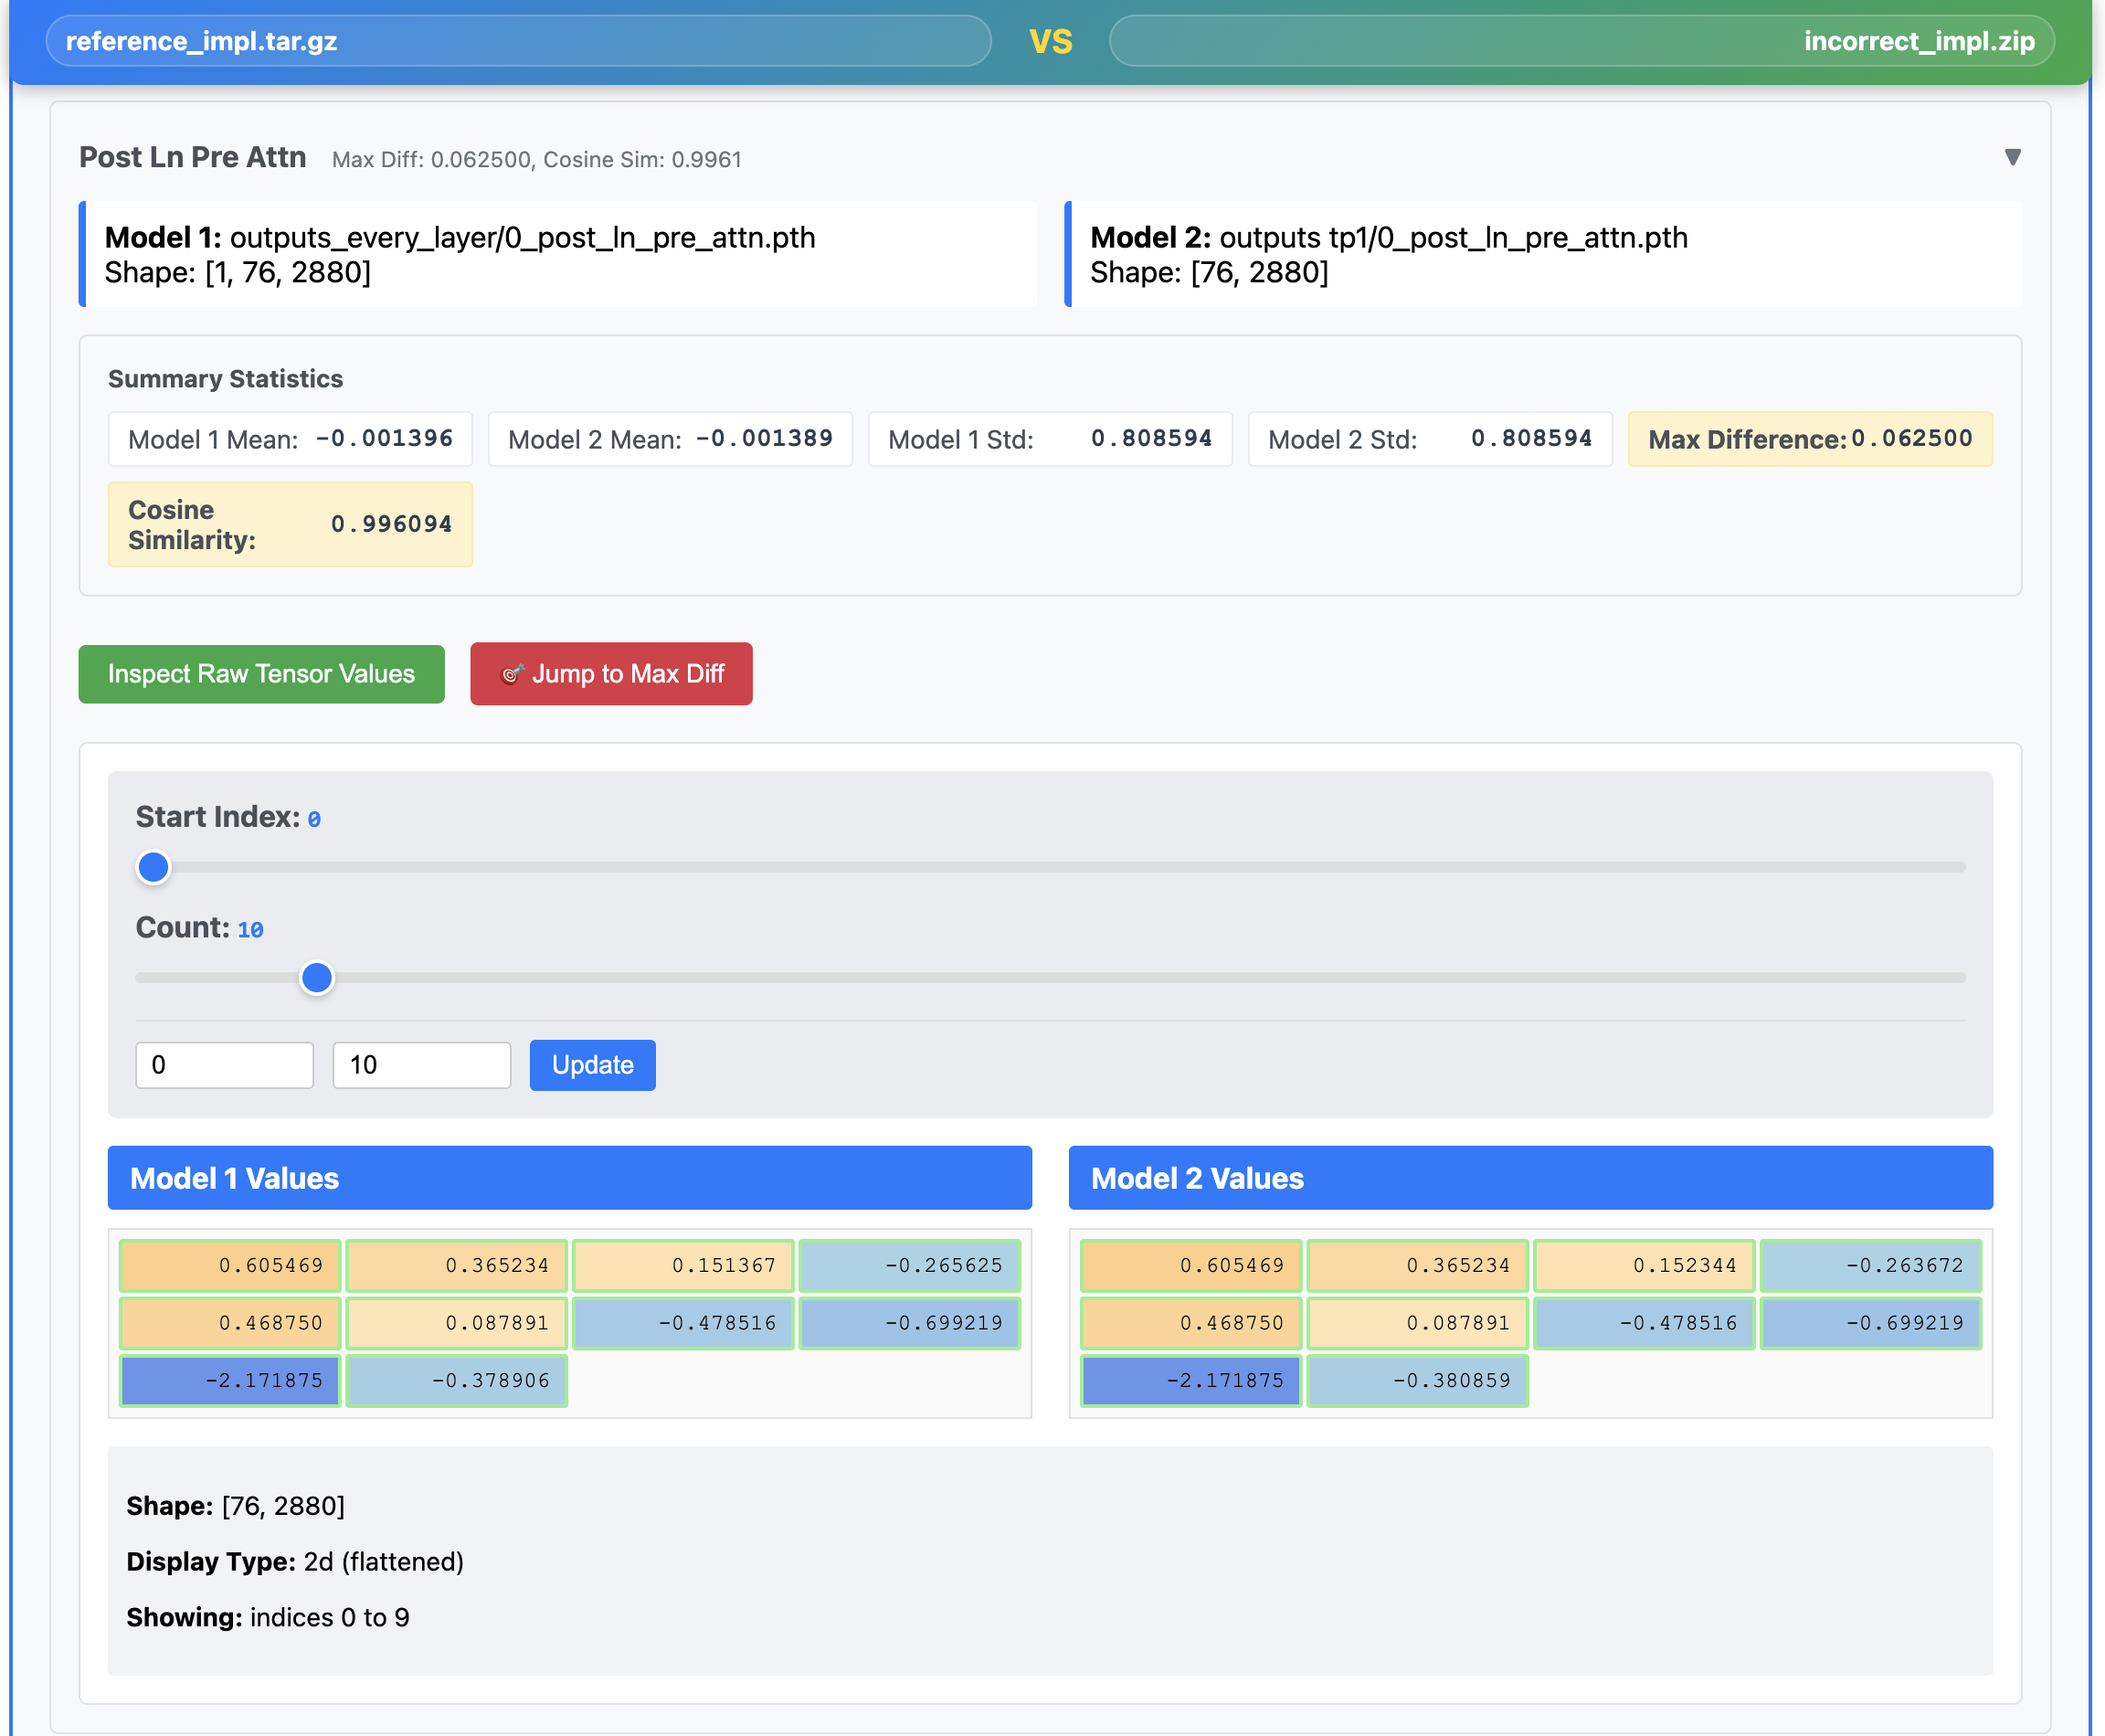 reference_impl.tar.gz VS incorrect_impl.zip
Post Ln Pre Attn Max Diff: 0.062500, Cosine Sim: 0.9961 ▼
Model 1: outputs_every_layer/0_post_ln_pre_attn.pth
Shape: [1, 76, 2880]
Model 2: outputs tp1/0_post_ln_pre_attn.pth
Shape: [76, 2880]
Summary Statistics
Model 1 Mean: -0.001396
Model 2 Mean: -0.001389
Model 1 Std: 0.808594
Model 2 Std: 0.808594
Max Difference: 0.062500
Cosine
Similarity: 0.996094
Inspect Raw Tensor Values
🎯 Jump to Max Diff
Start Index: 0
Count: 10
0 10 Update
Model 1 Values
0.605469 0.365234 0.151367 -0.265625
0.468750 0.087891 -0.478516 -0.699219
-2.171875 -0.378906
Model 2 Values
0.605469 0.365234 0.152344 -0.263672
0.468750 0.087891 -0.478516 -0.699219
-2.171875 -0.380859
Shape: [76, 2880]
Display Type: 2d (flattened)
Showing: indices 0 to 9